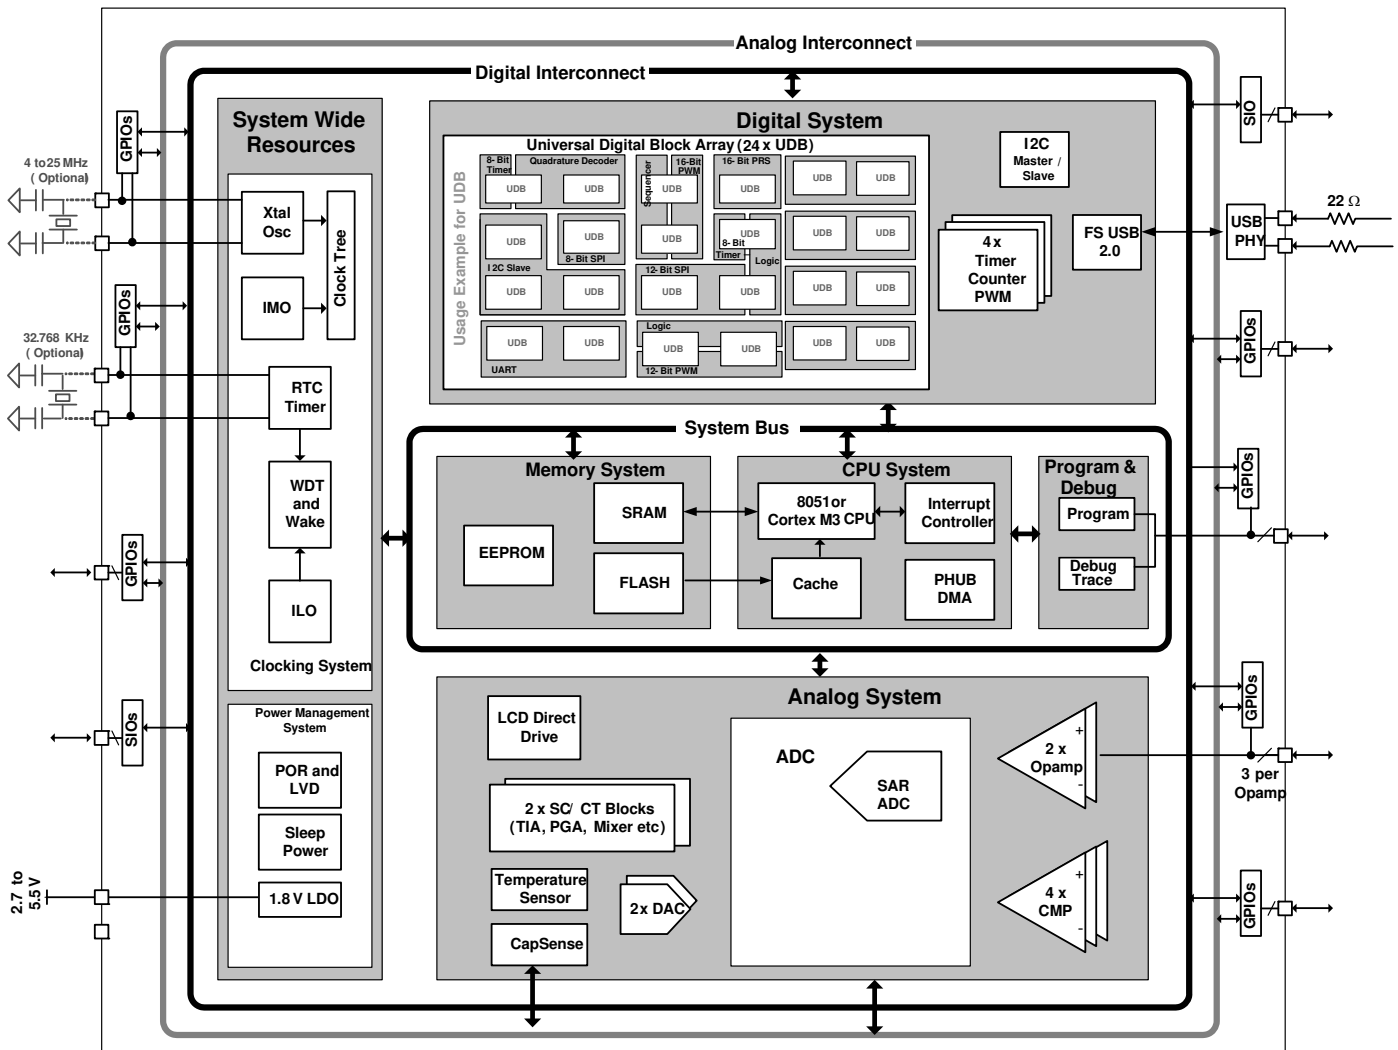 Analog Interconnect
Digital Interconnect
System Wide
Resources
GPIOs
4 to 25 MHz
( Optional)
Xtal
Osc
Clock Tree
IMO
GPIOs
32.768 KHz
( Optional)
RTC
Timer
WDT
and
Wake
ILO
Clocking System
GPIOs
SIOs
Power Management
System
POR and
LVD
Sleep
Power
1.8 V LDO
2.7 to
5.5 V
Digital System
Universal Digital Block Array (24 x UDB)
Usage Example for UDB
8- Bit
Timer
Quadrature Decoder
Sequencer
16-Bit
PWM
16- Bit PRS
UDB
UDB
UDB
UDB
UDB
UDB
UDB
UDB
UDB
UDB
UDB
UDB
8- Bit
Timer
Logic
I2C Slave
8- Bit SPI
12- Bit SPI
UDB
UDB
UDB
UDB
UDB
UDB
Logic
UDB
UDB
UDB
UDB
UDB
UDB
UART
12- Bit PWM
I2C
Master /
Slave
4 x
Timer
Counter
PWM
FS USB
2.0
SIO
USB
PHY
22 Ω
GPIOs
System Bus
Memory System
EEPROM
SRAM
FLASH
CPU System
8051 or
Cortex M3 CPU
Interrupt
Controller
Cache
PHUB
DMA
Program &
Debug
Program
Debug
Trace
GPIOs
Analog System
LCD Direct
Drive
2 x SC/ CT Blocks
(TIA, PGA, Mixer etc)
Temperature
Sensor
CapSense
2 x DAC
ADC
SAR
ADC
+
2 x
Opamp
-
+
4 x
CMP
-
GPIOs
3 per
Opamp
GPIOs